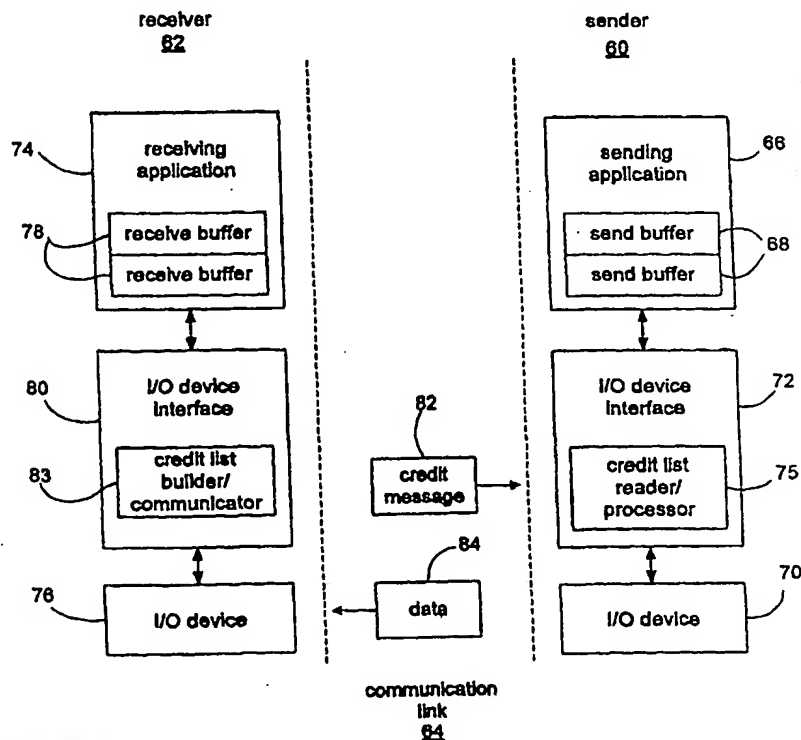 receiver
62
sender
60
74
receiving
application
78
receive buffer
receive buffer
66
sending
application
68
send buffer
send buffer
80
I/O device
interface
83
credit list
builder/
communicator
82
credit
message
72
I/O device
interface
75
credit list
reader/
processor
84
data
76
I/O device
70
I/O device
communication
link
64